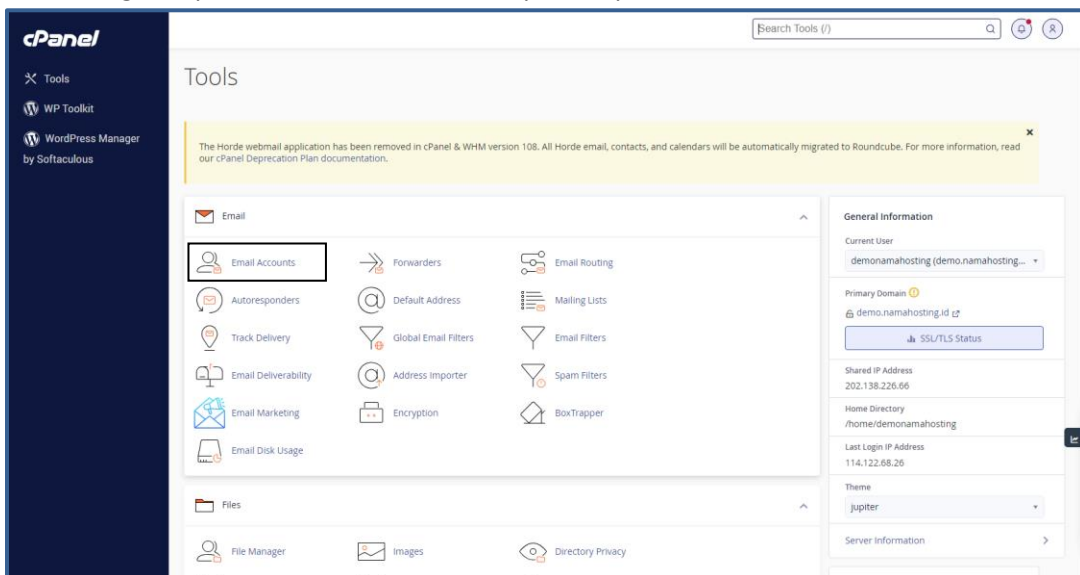 cPanel
Search Tools (/)
Tools
WP Toolkit
WordPress Manager
by Softaculous
Tools
The Horde webmail application has been removed in cPanel & WHM version 108. All Horde email, contacts, and calendars will be automatically migrated to Roundcube. For more information, read
our cPanel Deprecation Plan documentation.
Email
Email Accounts
Forwarders
Email Routing
Autoresponders
Default Address
Mailing Lists
Track Delivery
Global Email Filters
Email Filters
Email Deliverability
Address Importer
Spam Filters
Email Marketing
Encryption
BoxTrapper
Email Disk Usage
Files
File Manager
Images
Directory Privacy
General Information
Current User
demonamahosting (demo.namahosting...
Primary Domain
demo.namahosting.id
SSL/TLS Status
Shared IP Address
202.138.226.66
Home Directory
/home/demonamahosting
Last Login IP Address
114.122.68.26
Theme
jupiter
Server Information